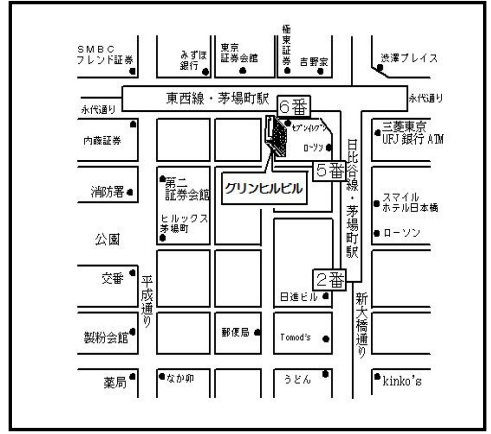 SMBC
フレンド証券
みずほ
銀行
東京
証券会館
極東証券
吉野家
渋澤プレイス
永代通り
東西線・茅場町駅
永代通り
6番
内藤証券
セブンイレブン
ローソン
三菱東京
UFJ銀行 ATM
5番
日比谷線・茅場町駅
消防署
第二
証券会館
グリンヒルビル
スマイル
ホテル日本橋
ヒルックス
茅場町
ローソン
公園
交番
平成通り
2番
日進ビル
新大橋通り
製粉会館
郵便局
Tomod's
薬局
なか卯
うどん
kinko's